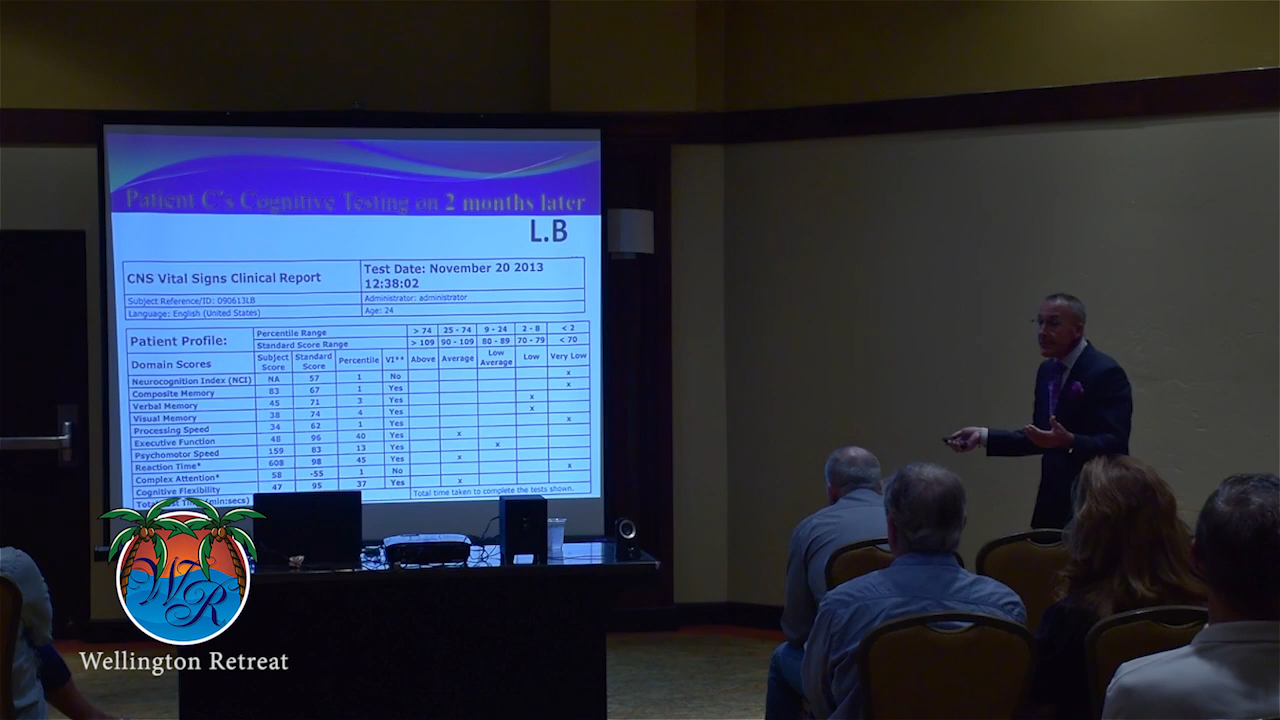 Patient C's Cognitive Testing on 2 months later
L.B
CNS Vital Signs Clinical Report
Test Date: November 20 2013
12:38:02
Subject Reference/ID: 090613LB
Administrator: administrator
Language: English (United States)
Age: 24
Patient Profile:
Percentile Range > 74 25 - 74 9 - 24 2 - 8 < 2
Standard Score Range > 109 90 - 109 80 - 89 70 - 79 < 70
Domain Scores Subject Score Standard Score Percentile VI** Above Average Low Average Low Very Low
Neurocognition Index (NCI) NA 57 1 No x
Composite Memory 83 67 1 Yes x
Verbal Memory 45 71 3 Yes x
Visual Memory 38 74 4 Yes x
Processing Speed 34 62 1 Yes x
Executive Function 48 96 40 Yes x
Psychomotor Speed 159 83 13 Yes x
Reaction Time* 608 98 45 Yes x
Complex Attention* 58 -55 1 No x
Cognitive Flexibility 47 95 37 Yes x
Total time taken to complete the tests shown.
WR
Wellington Retreat